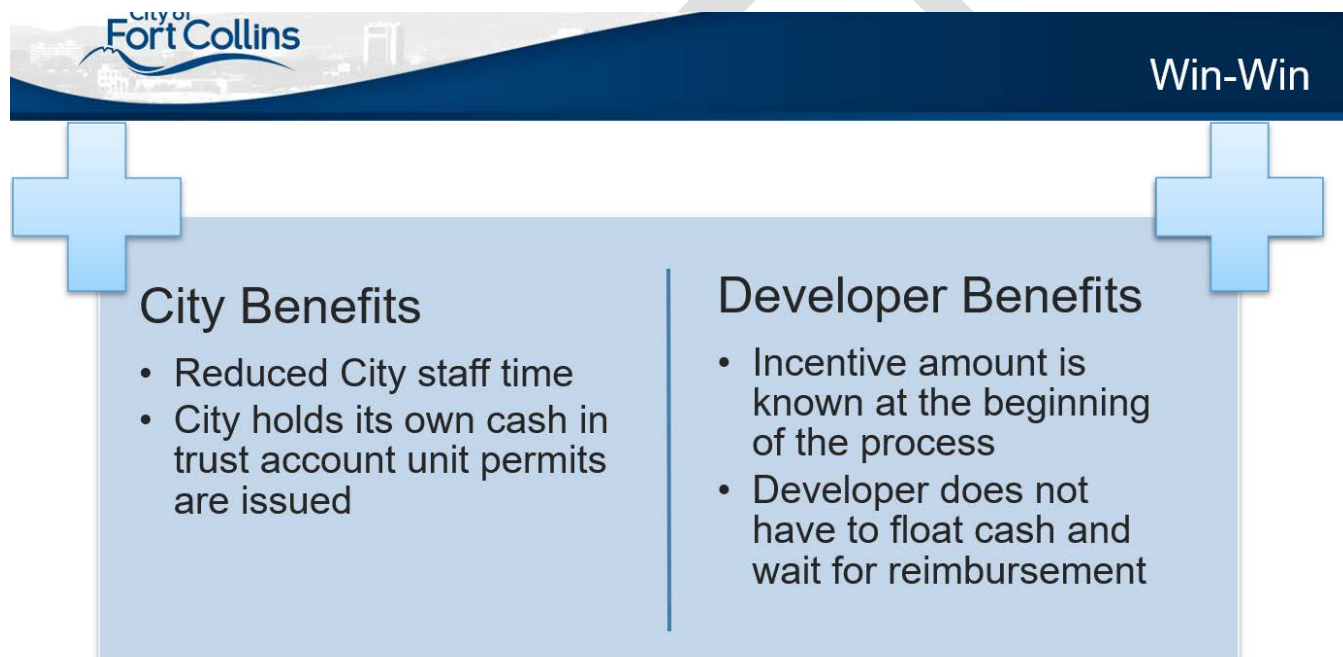 City of
Fort Collins
Win-Win
City Benefits
• Reduced City staff time
• City holds its own cash in
trust account unit permits
are issued
Developer Benefits
• Incentive amount is
known at the beginning
of the process
• Developer does not
have to float cash and
wait for reimbursement